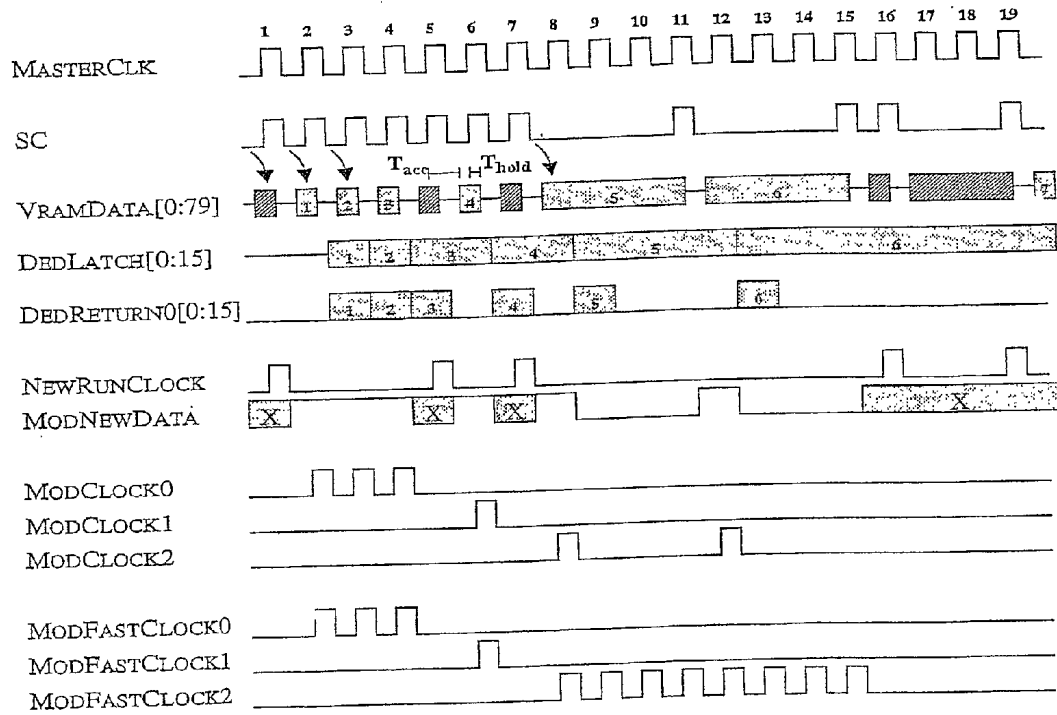 1 2 3 4 5 6 7 8 9 10 11 12 13 14 15 16 17 18 19
MASTERCLK
SC
Tacc Thold
VRAMDATA[0:79] 1 2 3 4 5 6 7
DEDLATCH[0:15] 1 2 3 4 5 6
DEDRETURN0[0:15] 1 2 3 4 5 6
NEWRUNCLOCK
MODNEWDATA X X X X
MODCLOCK0
MODCLOCK1
MODCLOCK2
MODFASTCLOCK0
MODFASTCLOCK1
MODFASTCLOCK2